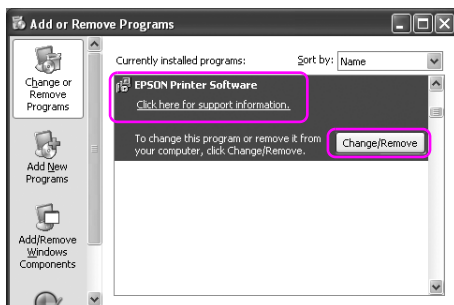 Add or Remove Programs
Change or
Remove
Programs
Add New
Programs
Add/Remove
Windows
Components
Currently installed programs:
Sort by: Name
EPSON Printer Software
Click here for support information.
To change this program or remove it from
your computer, click Change/Remove.
Change/Remove